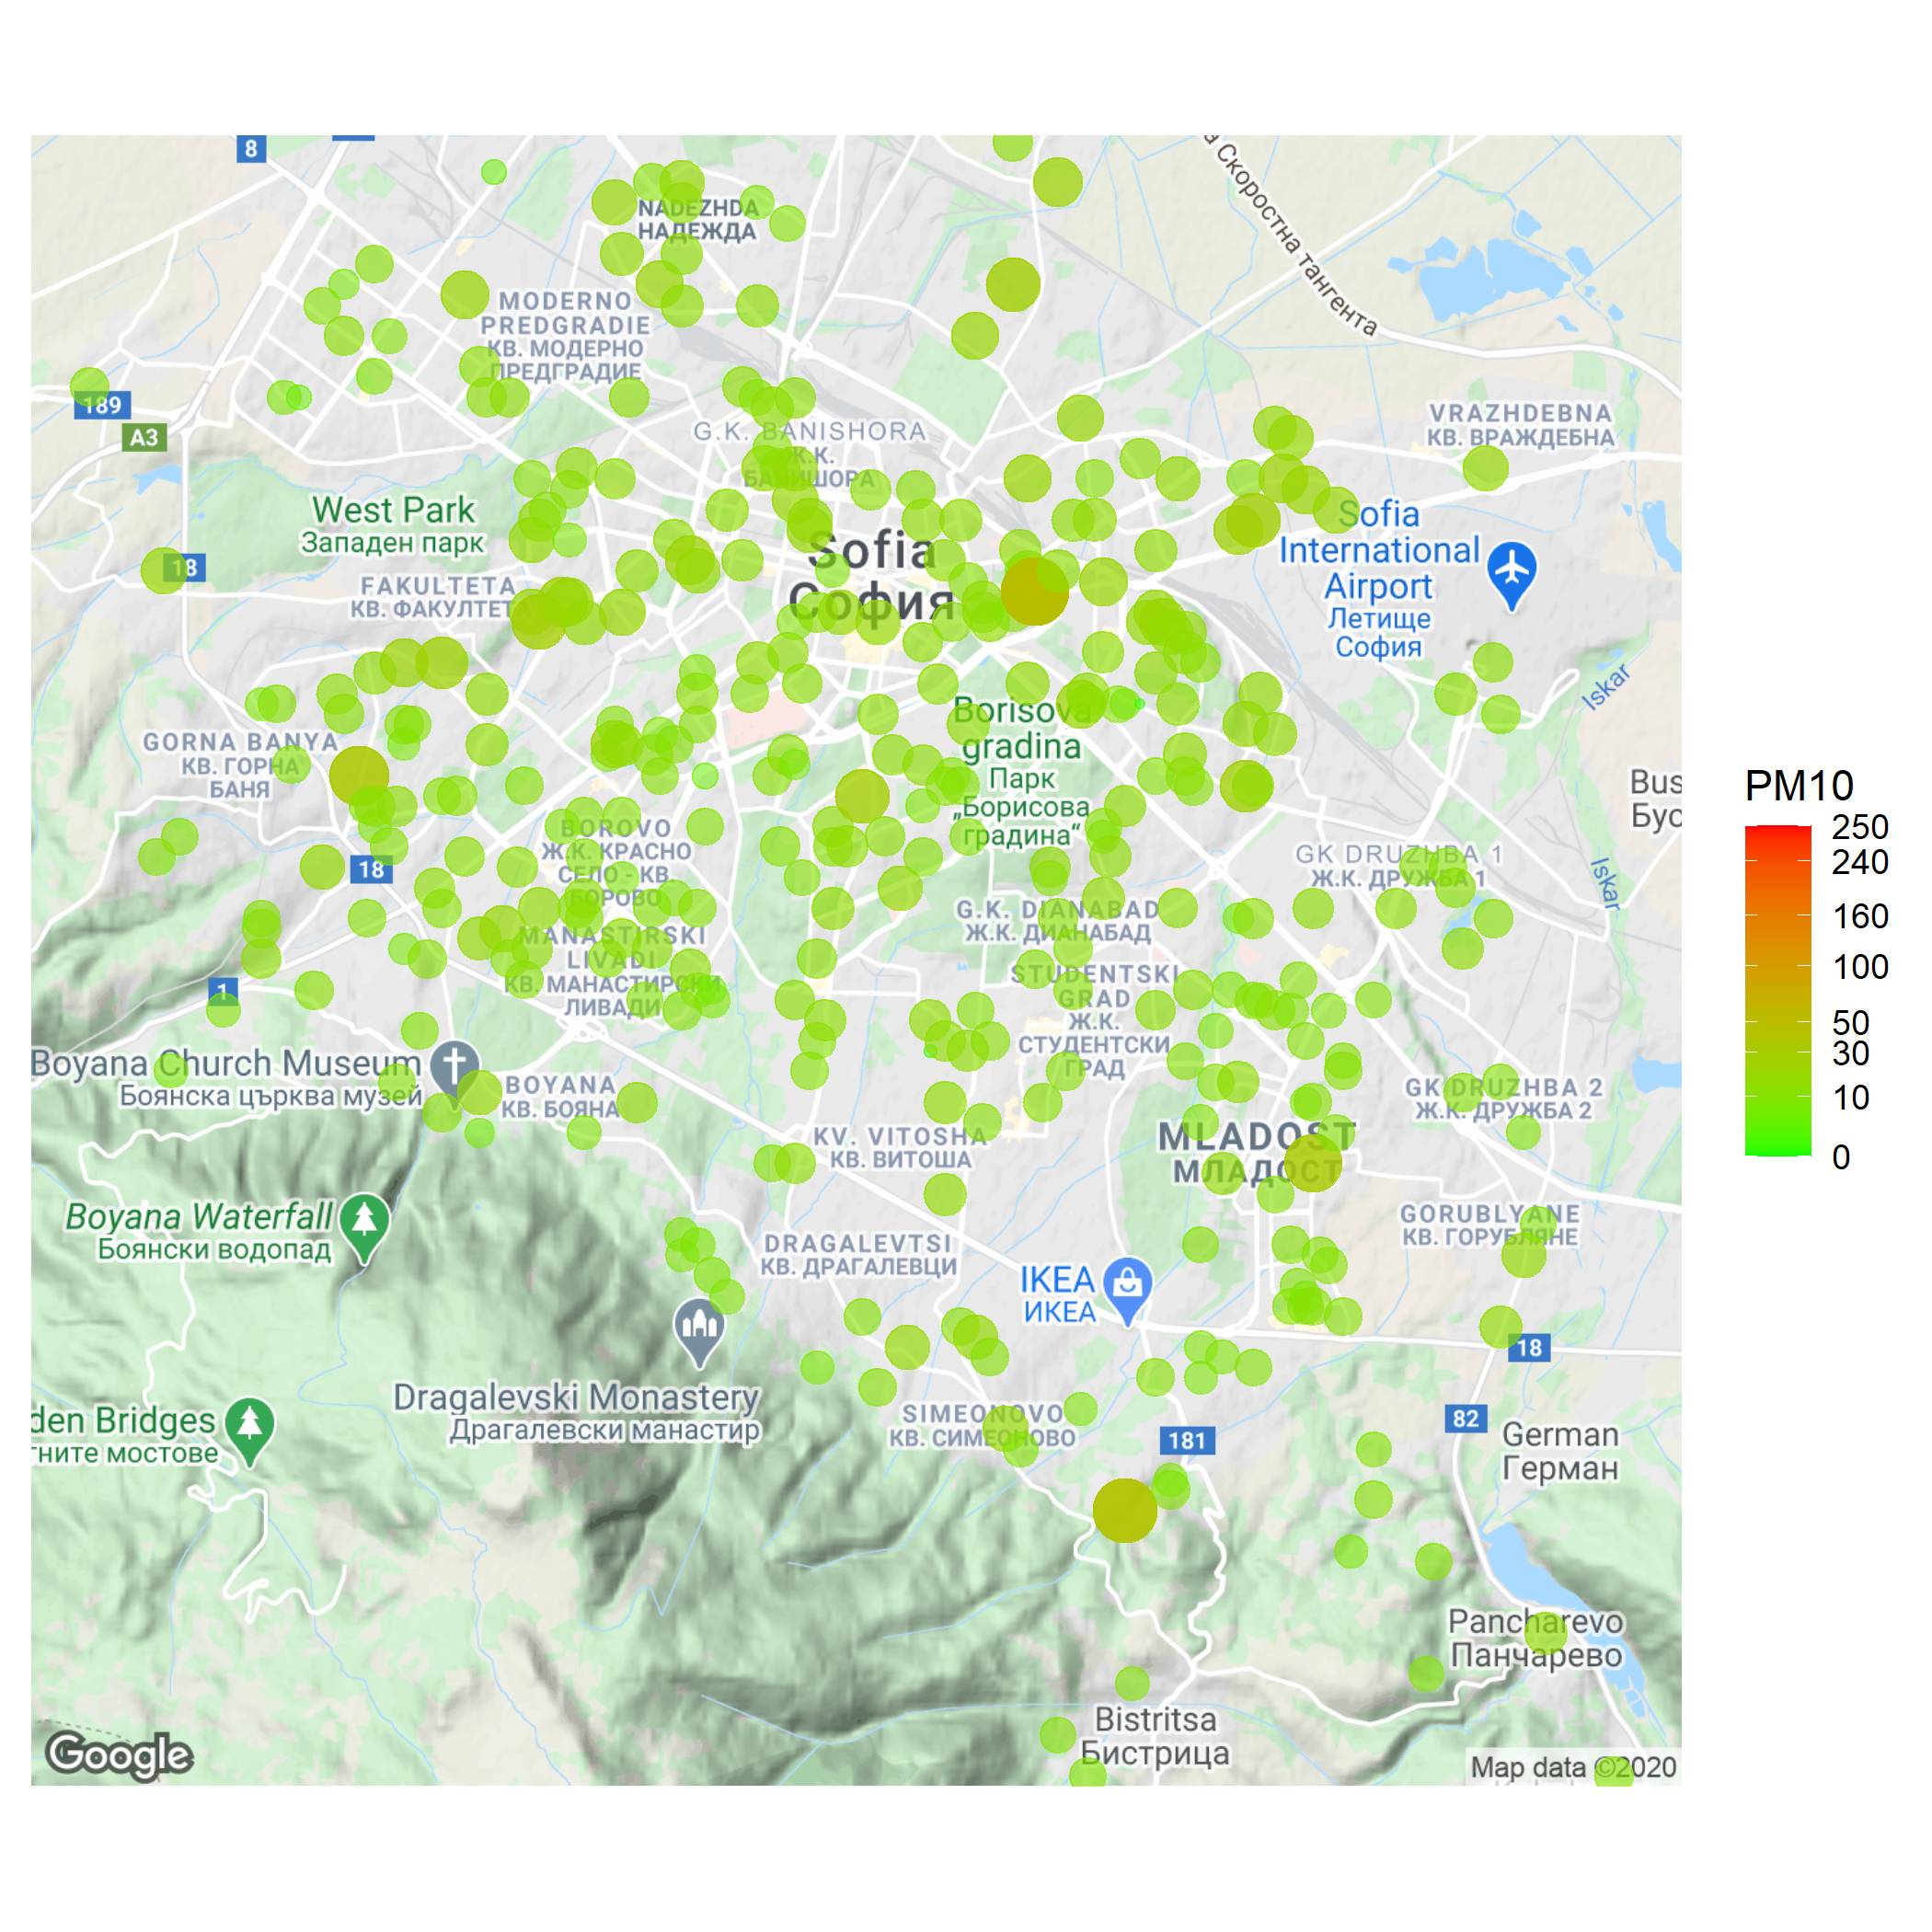 8
а Скоростна тангента
NADEZHDA
НАДЕЖДА
MODERNO
PREDGRADIE
КВ. МОДЕРНО
ПРЕДГРАДИЕ
189
A3
G.K. BANISHORA
Ж.К.
БАНИШОРА
VRAZHDEBNA
КВ. ВРАЖДЕБНА
West Park
Западен парк
18
FAKULTETA
КВ. ФАКУЛТЕТА
Sofia
София
Sofia
International
Airport
Летище
София
Iskar
Borisova
gradina
Парк
„Борисова
градина“
GORNA BANYA
КВ. ГОРНА
БАНЯ
Bus
Бус
PM10
250
240
160
100
50
30
10
0
BOROVO
Ж.К. КРАСНО
СЕЛО - КВ.
БОРОВО
18
GK DRUZHBA 1
Ж.К. ДРУЖБА 1
Iskar
G.K. DIANABAD
Ж.К. ДИАНАБАД
MANASTIRSKI
LIVADI
КВ. МАНАСТИРСКИ
ЛИВАДИ
STUDENTSKI
GRAD
Ж.К.
СТУДЕНТСКИ
ГРАД
1
Boyana Church Museum
Боянска църква музей
BOYANA
КВ. БОЯНА
GK DRUZHBA 2
Ж.К. ДРУЖБА 2
KV. VITOSHA
КВ. ВИТОША
MLADOST
МЛАДОСТ
Boyana Waterfall
Боянски водопад
GORUBLYANE
КВ. ГОРУБЛЯНЕ
DRAGALEVTSI
КВ. ДРАГАЛЕВЦИ
IKEA
ИКЕА
18
Dragalevski Monastery
Драгалевски манастир
den Bridges
гните мостове
SIMEONOVO
КВ. СИМЕОНОВО
181
82
German
Герман
Pancharevo
Панчарево
Bistritsa
Бистрица
Google
Map data ©2020